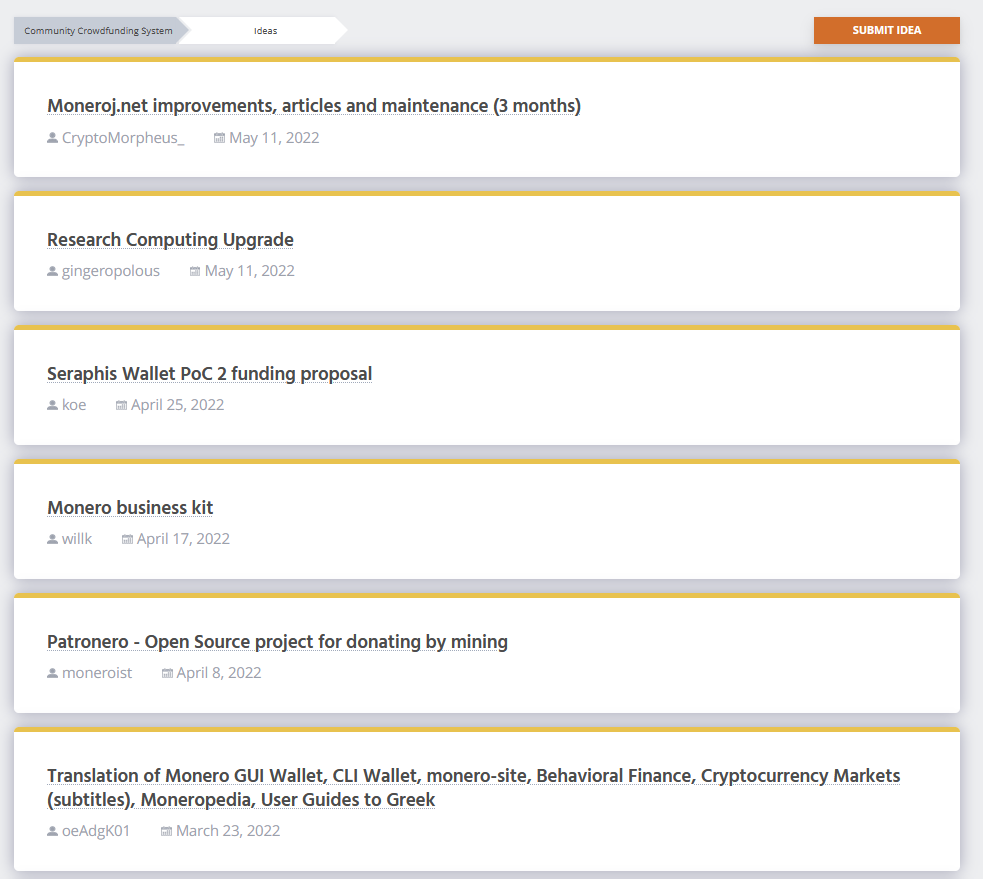 Community Crowdfunding System
Ideas
SUBMIT IDEA
Moneroj.net improvements, articles and maintenance (3 months)
CryptoMorpheus_ May 11, 2022
Research Computing Upgrade
gingeropolous May 11, 2022
Seraphis Wallet PoC 2 funding proposal
koe April 25, 2022
Monero business kit
willk April 17, 2022
Patronero - Open Source project for donating by mining
moneroist April 8, 2022
Translation of Monero GUI Wallet, CLI Wallet, monero-site, Behavioral Finance, Cryptocurrency Markets
(subtitles), Moneropedia, User Guides to Greek
oeAdgK01 March 23, 2022